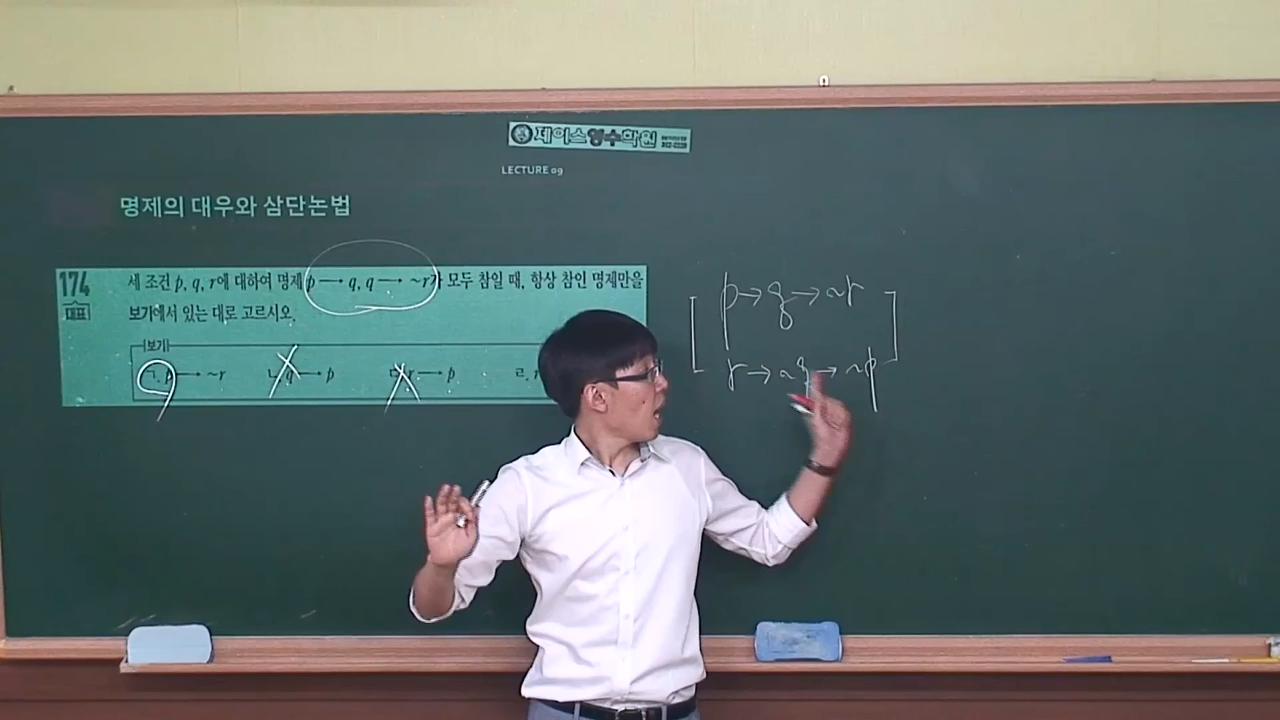 제이스영수학원
LECTURE 09
명제의 대우와 삼단논법
174 세 조건 p, q, r에 대하여 명제 p → q, q → ~r가 모두 참일 때, 항상 참인 명제만을
대표 보기에서 있는 대로 고르시오.
보기
ㄱ. p → ~r ㄴ. q → p ㄷ. r → p ㄹ. r
p → q → ~r
r → ~q → ~p